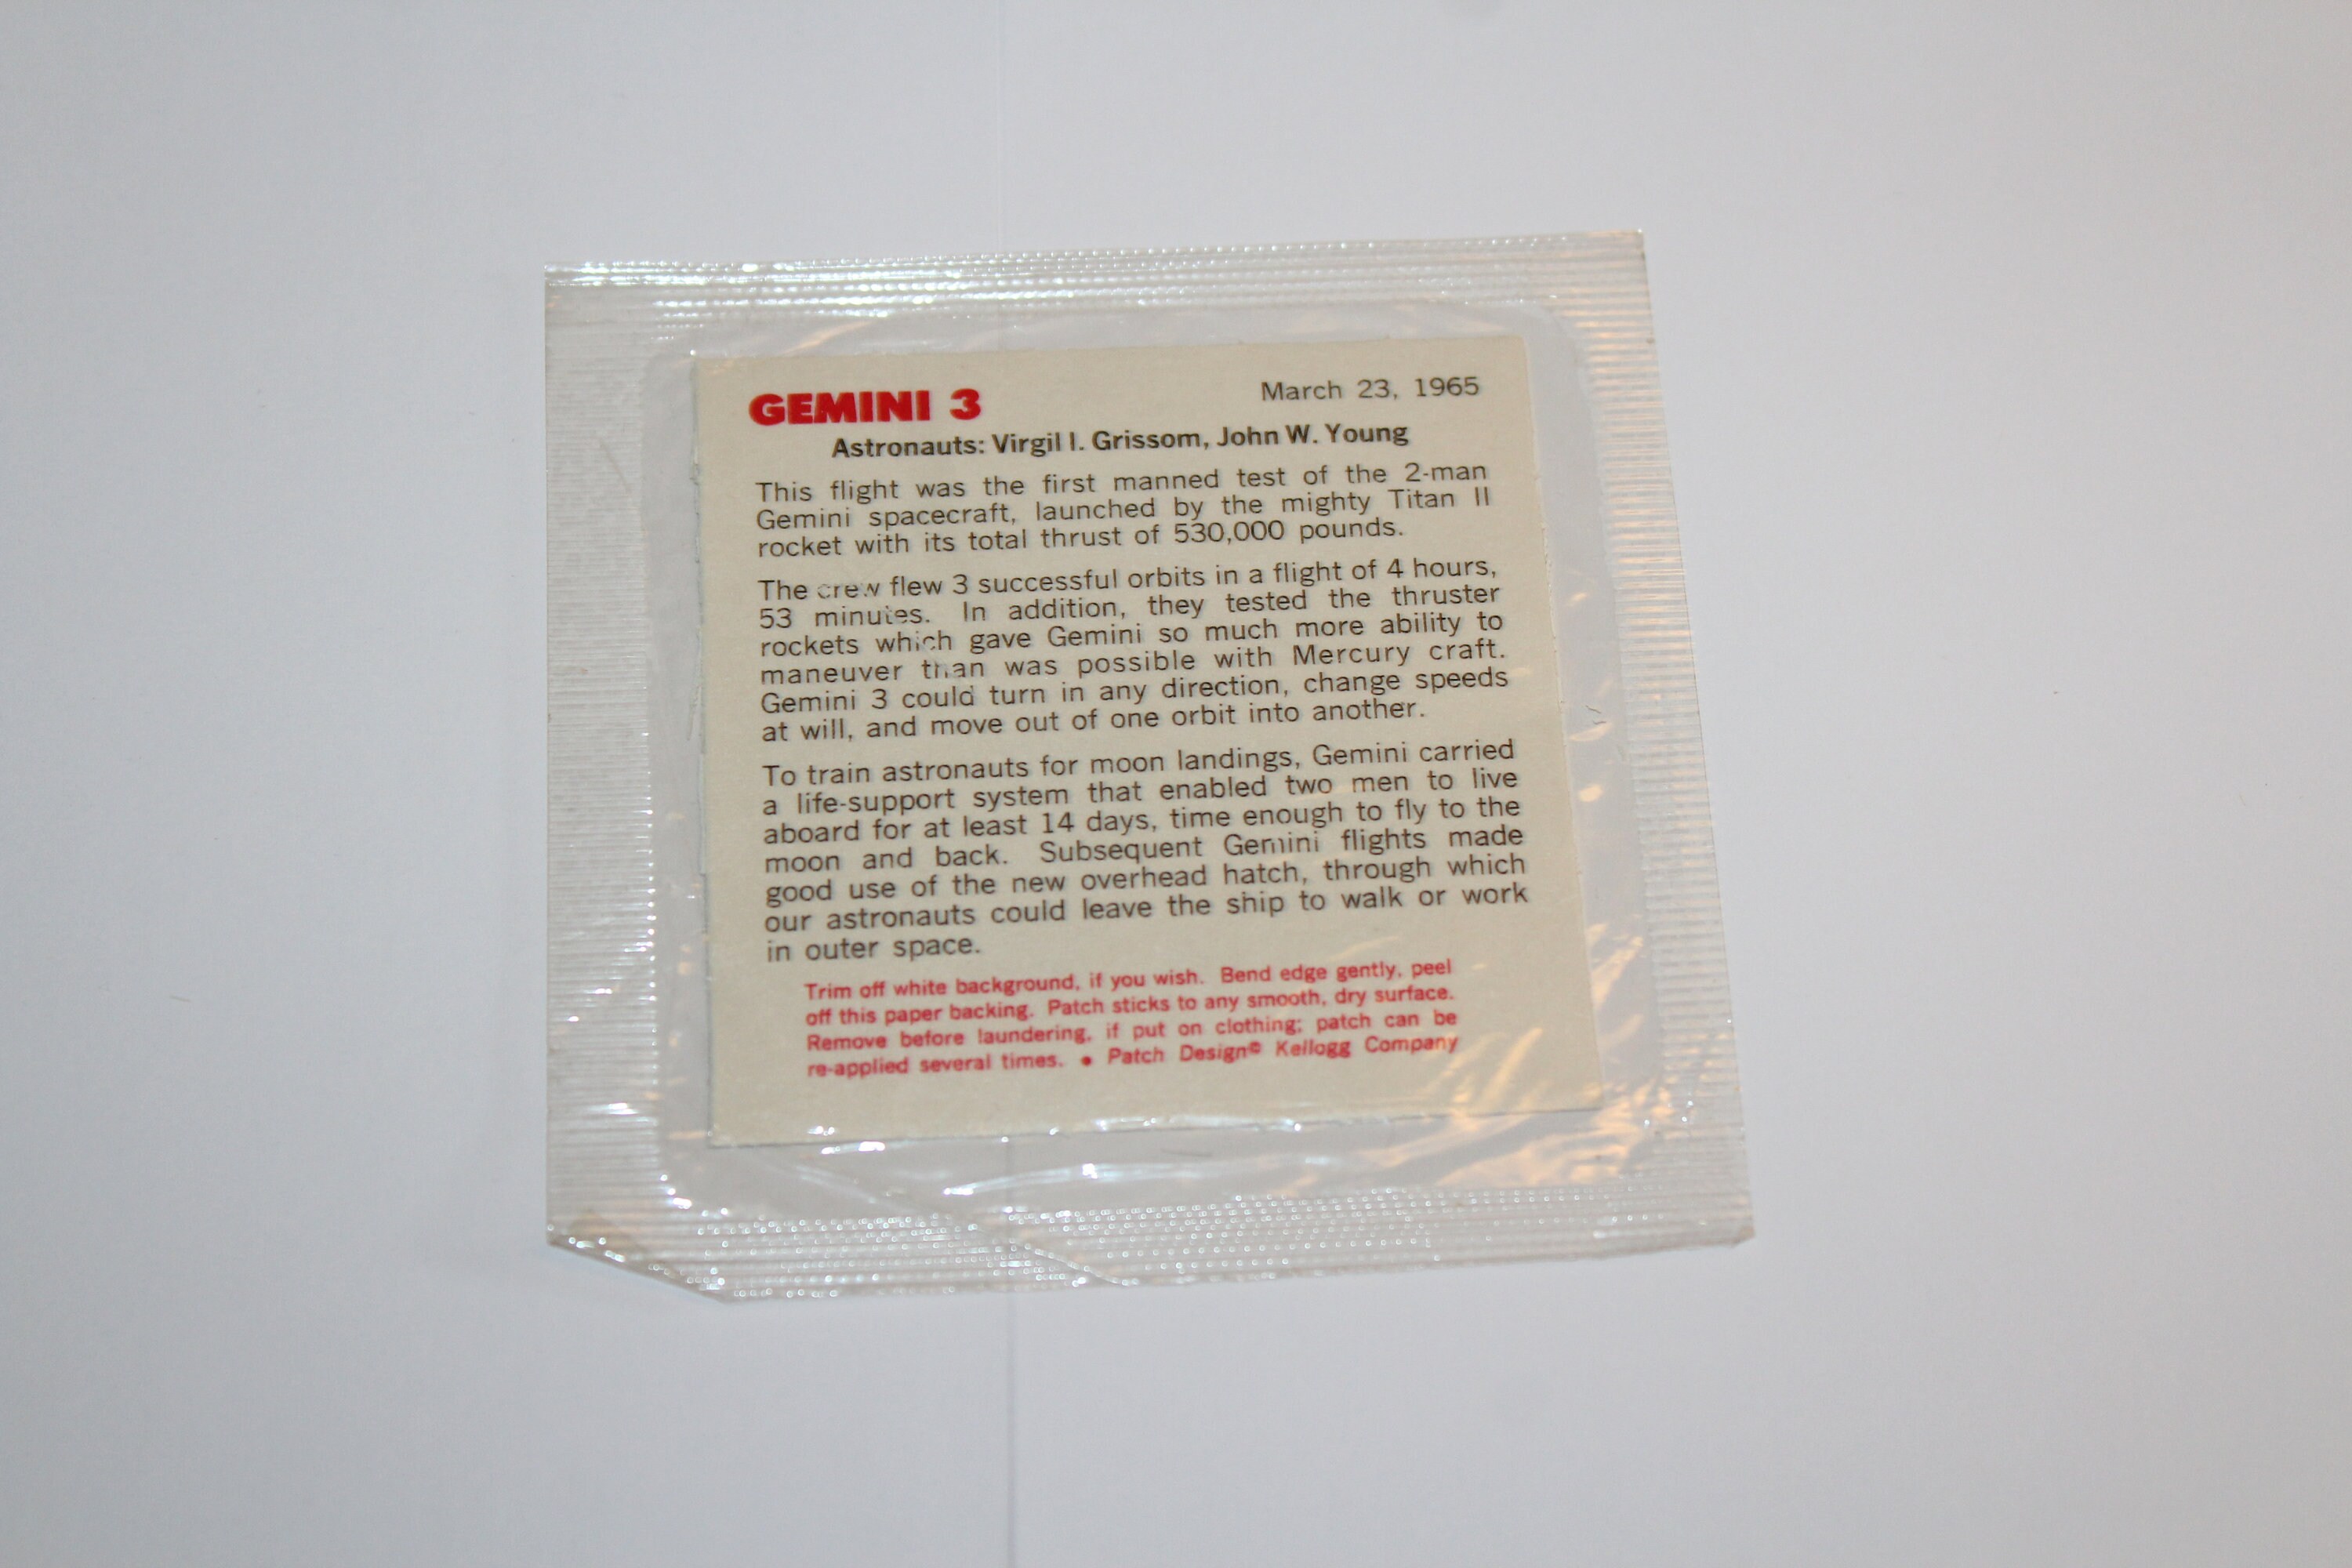 GEMINI 3
March 23, 1965
Astronauts: Virgil I. Grissom, John W. Young
This flight was the first manned test of the 2-man
Gemini spacecraft, launched by the mighty Titan II
rocket with its total thrust of 530,000 pounds.
The crew flew 3 successful orbits in a flight of 4 hours,
53 minutes. In addition, they tested the thruster
rockets which gave Gemini so much more ability to
maneuver than was possible with Mercury craft.
Gemini 3 could turn in any direction, change speeds
at will, and move out of one orbit into another.
To train astronauts for moon landings, Gemini carried
a life-support system that enabled two men to live
aboard for at least 14 days, time enough to fly to the
moon and back. Subsequent Gemini flights made
good use of the new overhead hatch, through which
our astronauts could leave the ship to walk or work
in outer space.
Trim off white background, if you wish. Bend edge gently, peel
off this paper backing. Patch sticks to any smooth, dry surface.
Remove before laundering, if put on clothing; patch can be
re-applied several times. • Patch Design© Kellogg Company